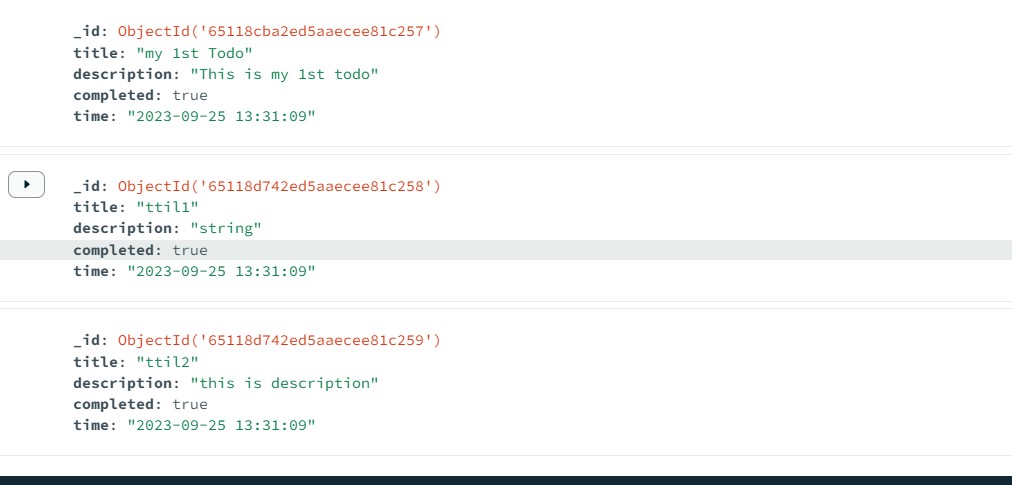 _id: ObjectId('65118cba2ed5aaecee81c257')
title: "my 1st Todo"
description: "This is my 1st todo"
completed: true
time: "2023-09-25 13:31:09"
_id: ObjectId('65118d742ed5aaecee81c258')
title: "ttil1"
description: "string"
completed: true
time: "2023-09-25 13:31:09"
_id: ObjectId('65118d742ed5aaecee81c259')
title: "ttil2"
description: "this is description"
completed: true
time: "2023-09-25 13:31:09"